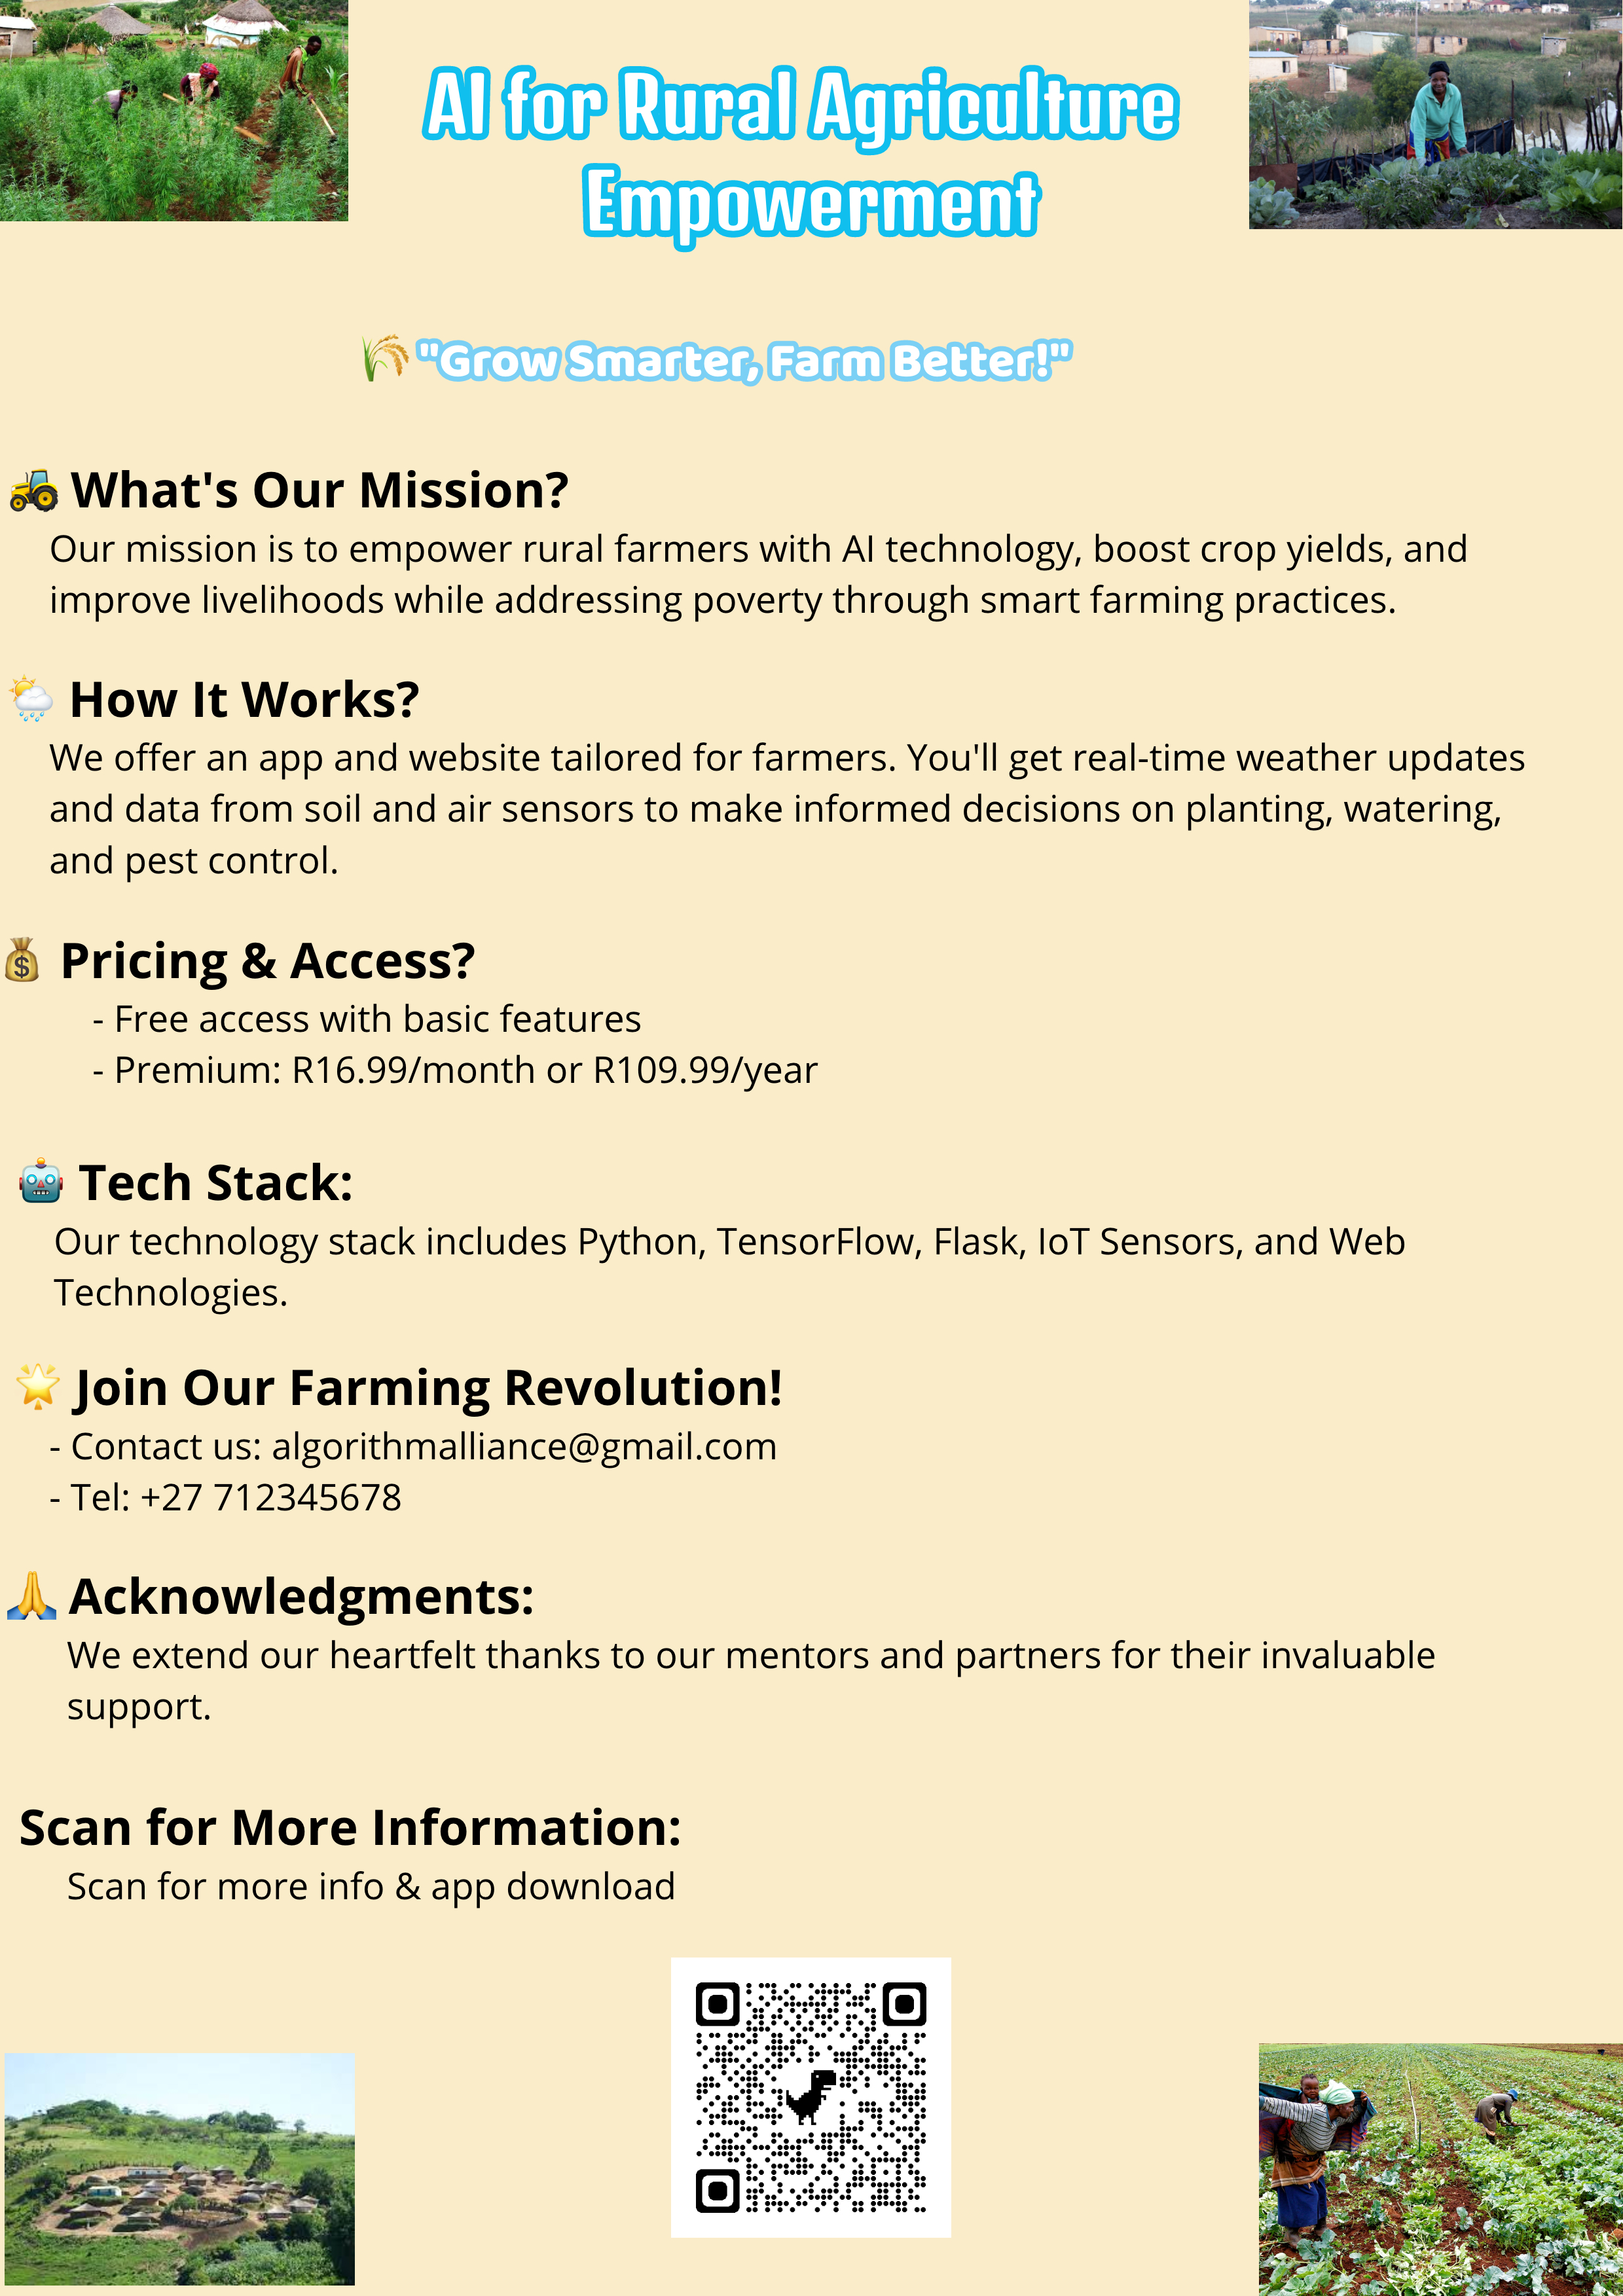 AI for Rural Agriculture
Empowerment
🌾 "Grow Smarter, Farm Better!"
🚜 What's Our Mission?
Our mission is to empower rural farmers with AI technology, boost crop yields, and
improve livelihoods while addressing poverty through smart farming practices.
🌦 How It Works?
We offer an app and website tailored for farmers. You'll get real-time weather updates
and data from soil and air sensors to make informed decisions on planting, watering,
and pest control.
💰 Pricing & Access?
- Free access with basic features
- Premium: R16.99/month or R109.99/year
🤖 Tech Stack:
Our technology stack includes Python, TensorFlow, Flask, IoT Sensors, and Web
Technologies.
🌟 Join Our Farming Revolution!
- Contact us: algorithmalliance@gmail.com
- Tel: +27 712345678
🙏 Acknowledgments:
We extend our heartfelt thanks to our mentors and partners for their invaluable
support.
Scan for More Information:
Scan for more info & app download